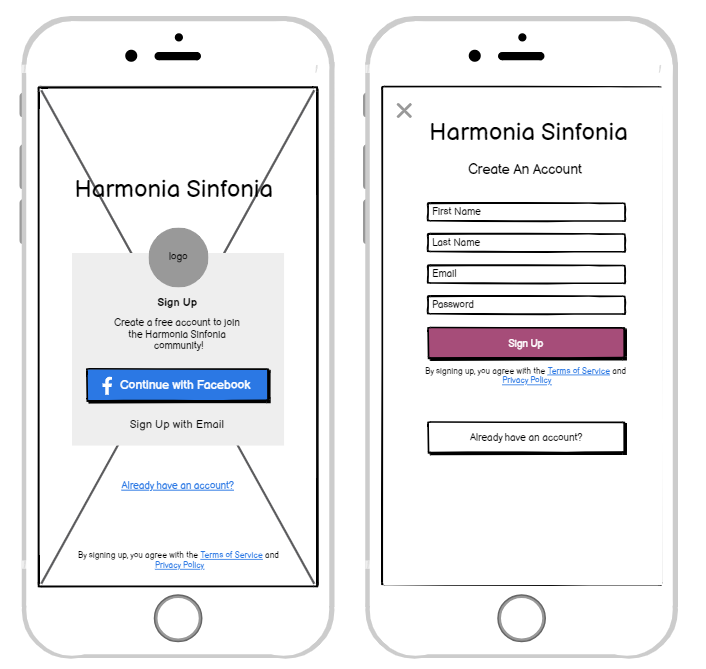 Harmonia Sinfonia
logo
Sign Up
Create a free account to join
the Harmonia Sinfonia
community!
f Continue with Facebook
Sign Up with Email
Already have an account?
By signing up, you agree with the Terms of Service and
Privacy Policy
Harmonia Sinfonia
Create An Account
First Name
Last Name
Email
Password
Sign Up
By signing up, you agree with the Terms of Service and
Privacy Policy
Already have an account?